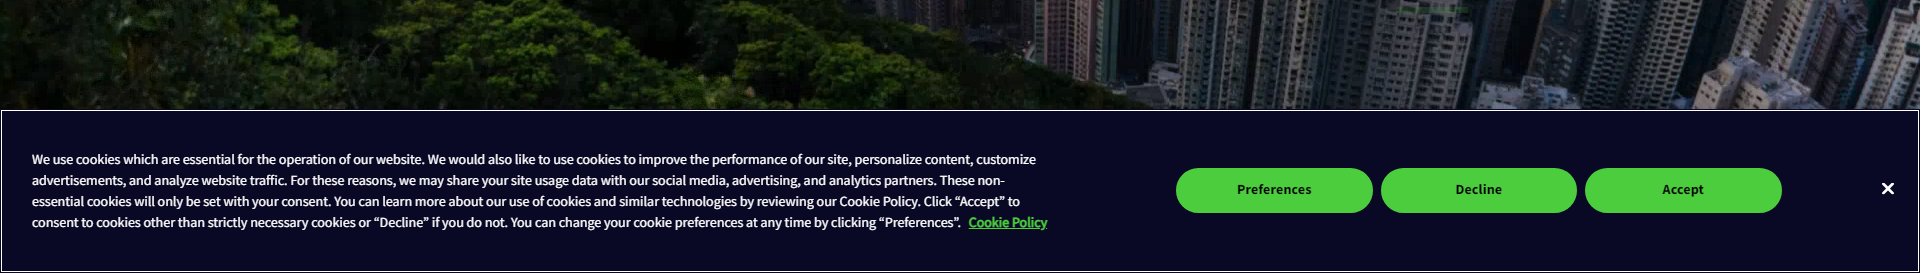 We use cookies which are essential for the operation of our website. We would also like to use cookies to improve the performance of our site, personalize content, customize
advertisements, and analyze website traffic. For these reasons, we may share your site usage data with our social media, advertising, and analytics partners. These non-
essential cookies will only be set with your consent. You can learn more about our use of cookies and similar technologies by reviewing our Cookie Policy. Click “Accept” to
consent to cookies other than strictly necessary cookies or “Decline” if you do not. You can change your cookie preferences at any time by clicking “Preferences”. Cookie Policy
Preferences
Decline
Accept